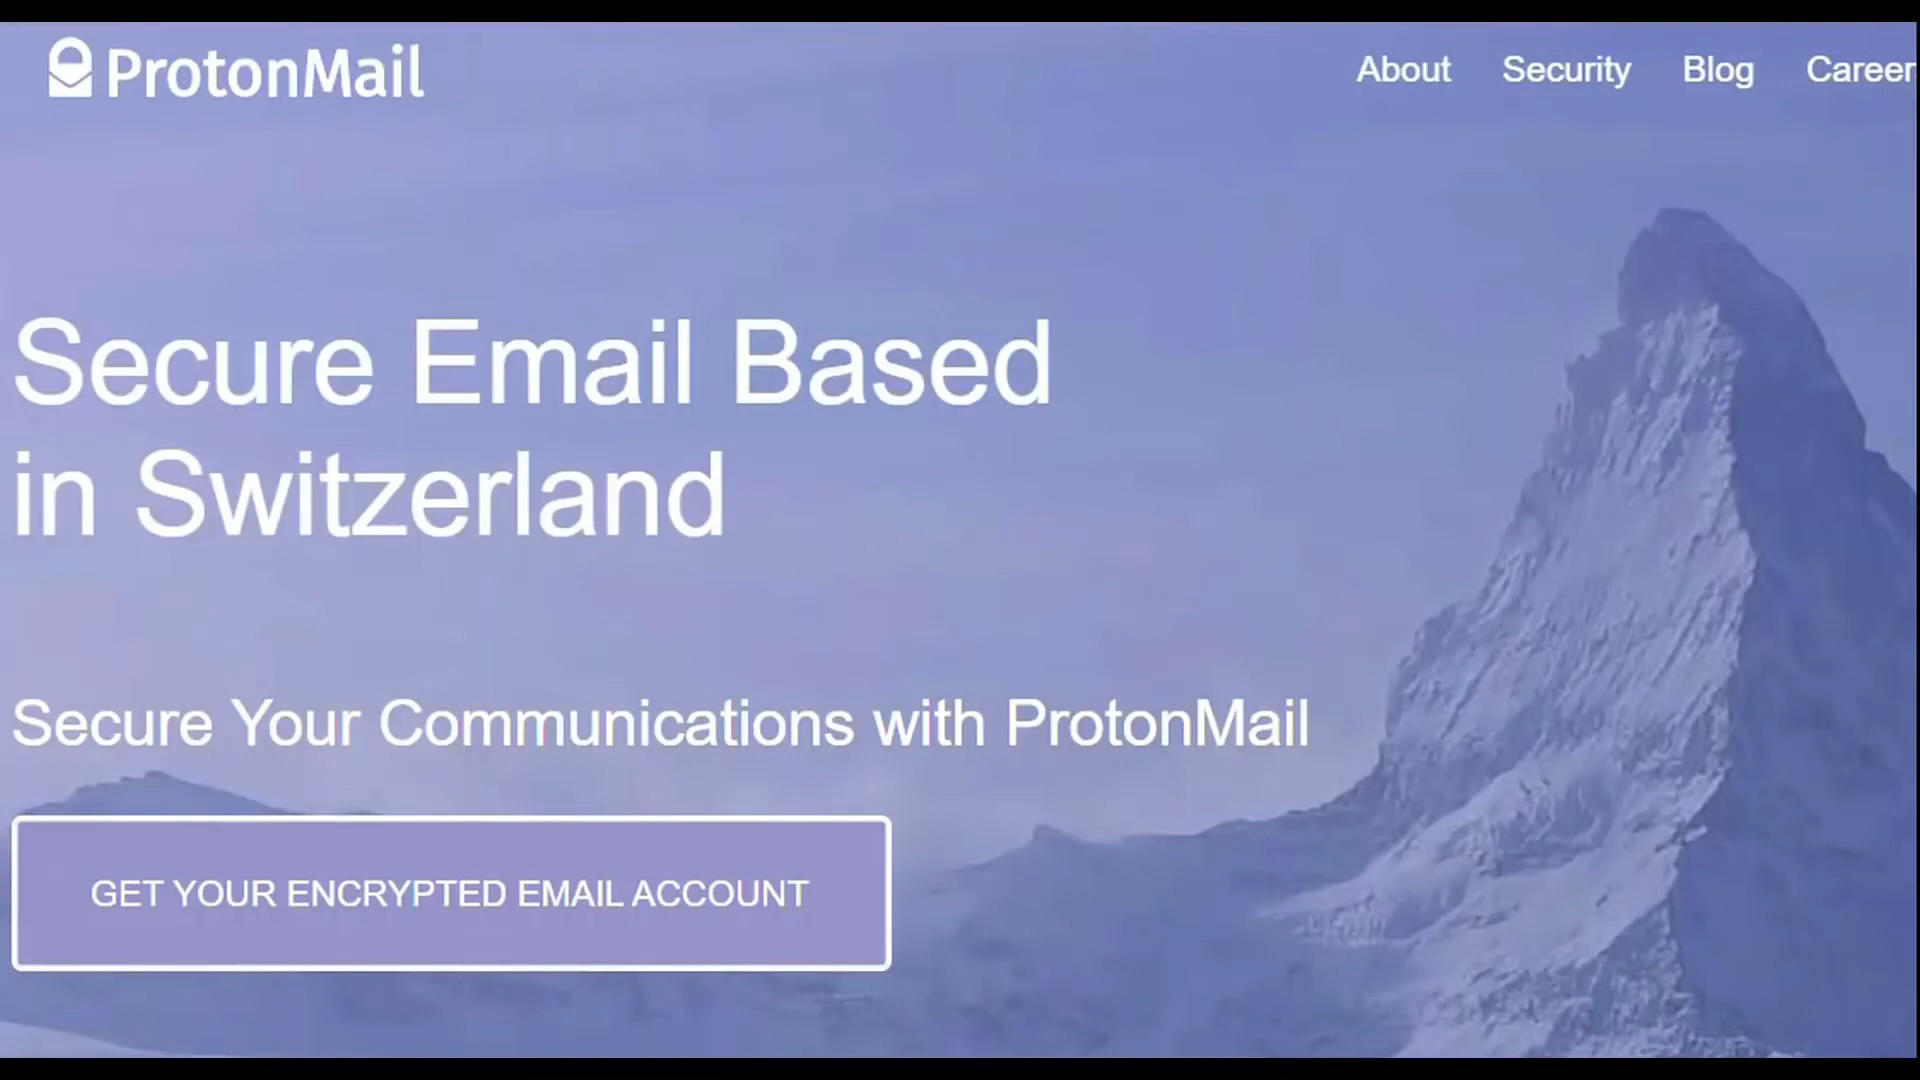 ProtonMail
About Security Blog Career
Secure Email Based
in Switzerland
Secure Your Communications with ProtonMail
GET YOUR ENCRYPTED EMAIL ACCOUNT